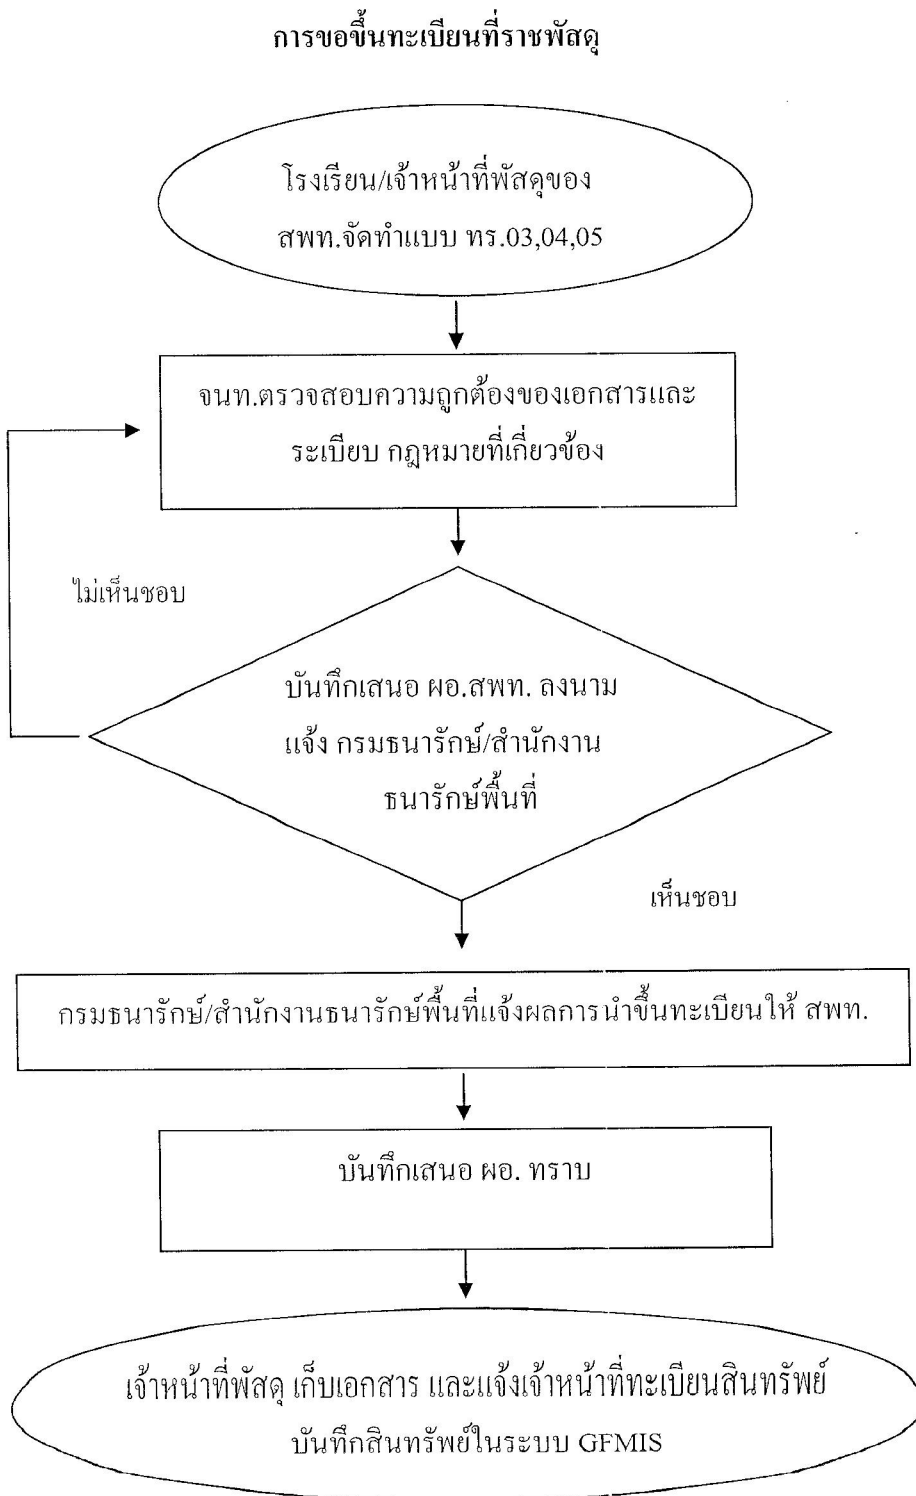 การขอขึ้นทะเบียนที่ราชพัสดุ
โรงเรียน/เจ้าหน้าที่พัสดุของ
สพท.จัดทำแบบ ทร.03,04,05
จนท.ตรวจสอบความถูกต้องของเอกสารและ
ระเบียบ กฎหมายที่เกี่ยวข้อง
ไม่เห็นชอบ
บันทึกเสนอ ผอ.สพท. ลงนาม
แจ้ง กรมธนารักษ์/สำนักงาน
ธนารักษ์พื้นที่
เห็นชอบ
กรมธนารักษ์/สำนักงานธนารักษ์พื้นที่แจ้งผลการนำขึ้นทะเบียนให้ สพท.
บันทึกเสนอ ผอ. ทราบ
เจ้าหน้าที่พัสดุ เก็บเอกสาร และแจ้งเจ้าหน้าที่ทะเบียนสินทรัพย์
บันทึกสินทรัพย์ในระบบ GFMIS